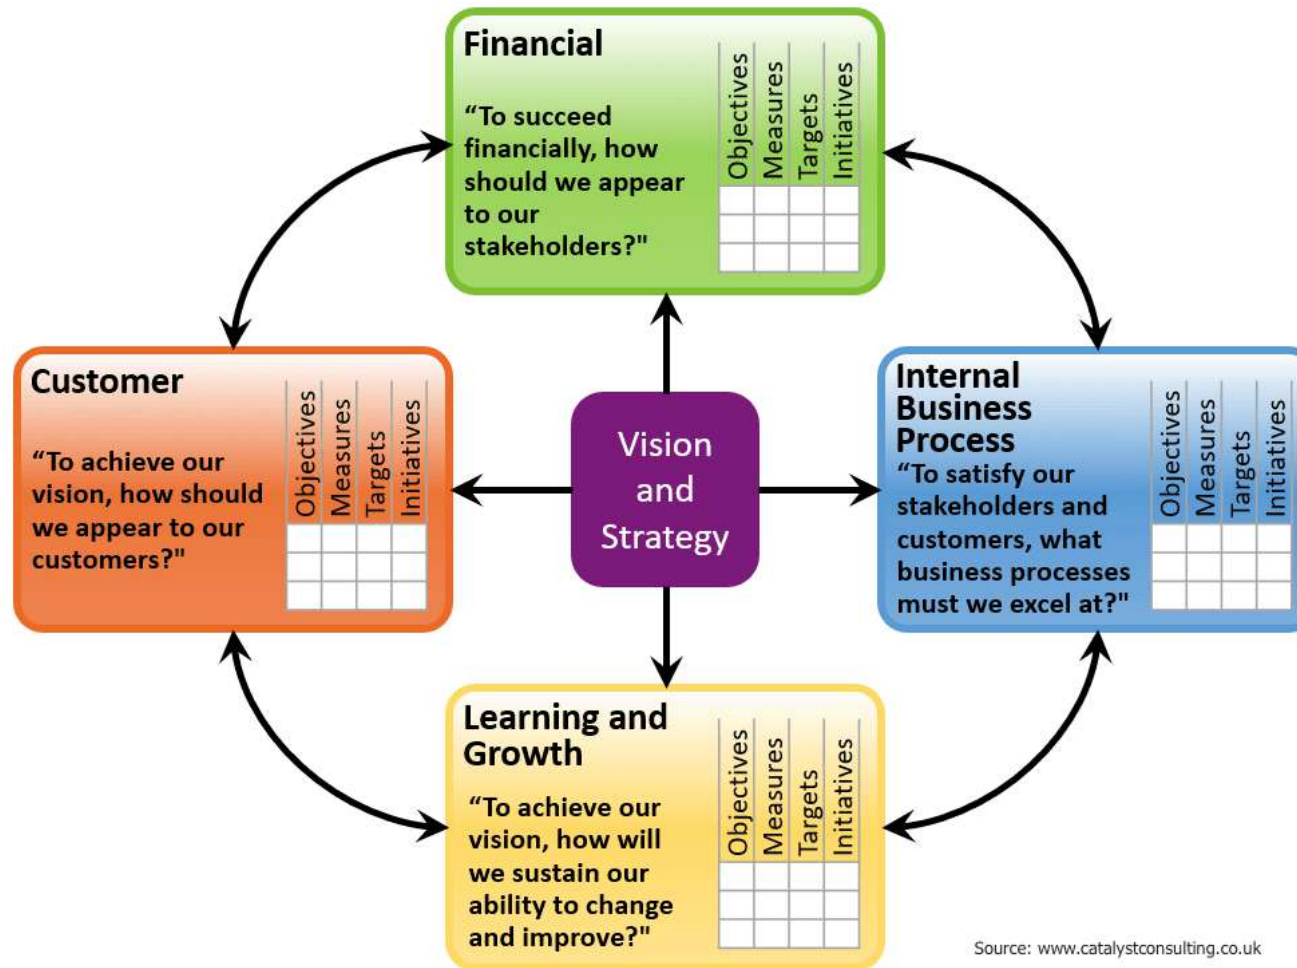 Financial
“To succeed
financially, how
should we appear
to our
stakeholders?"
Objectives
Measures
Targets
Initiatives
Customer
“To achieve our
vision, how should
we appear to our
customers?"
Objectives
Measures
Targets
Initiatives
Vision
and
Strategy
Internal
Business
Process
“To satisfy our
stakeholders and
customers, what
business processes
must we excel at?"
Objectives
Measures
Targets
Initiatives
Learning and
Growth
“To achieve our
vision, how will
we sustain our
ability to change
and improve?"
Objectives
Measures
Targets
Initiatives
Source: www.catalystconsulting.co.uk